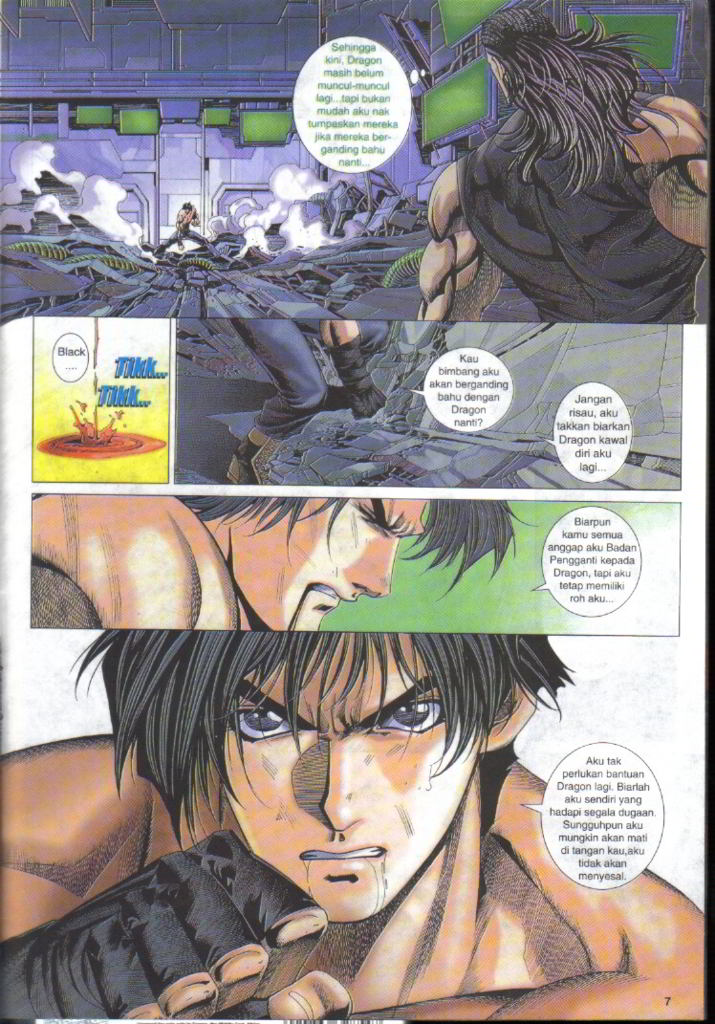 Sehingga
kini, Dragon
masih belum
muncul-muncul
lagi...tapi bukan
mudah aku nak
tumpaskan mereka
jika mereka ber-
ganding bahu
nanti...
Black
....
Tikk...
Tikk...
Kau
bimbang aku
akan berganding
bahu dengan
Dragon
nanti?
Jangan
risau, aku
takkan biarkan
Dragon kawal
diri aku
lagi...
Biarpun
kamu semua
anggap aku Badan
Pengganti kepada
Dragon, tapi aku
tetap memiliki
roh aku...
Aku tak
perlukan bantuan
Dragon lagi. Biarlah
aku sendiri yang
hadapi segala dugaan.
Sungguhpun aku
mungkin akan mati
di tangan kau,aku
tidak akan
menyesal.
7